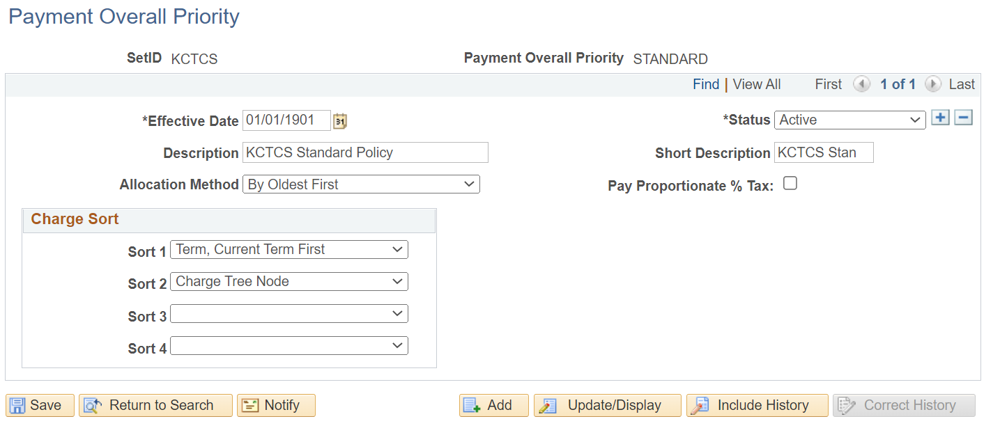 Payment Overall Priority
SetID KCTCS Payment Overall Priority STANDARD
Find | View All First 1 of 1 Last
*Effective Date 01/01/1901 31 *Status Active
Description KCTCS Standard Policy Short Description KCTCS Stan
Allocation Method By Oldest First Pay Proportionate % Tax:
Charge Sort
Sort 1 Term, Current Term First
Sort 2 Charge Tree Node
Sort 3
Sort 4
Save Return to Search Notify Add Update/Display Include History Correct History